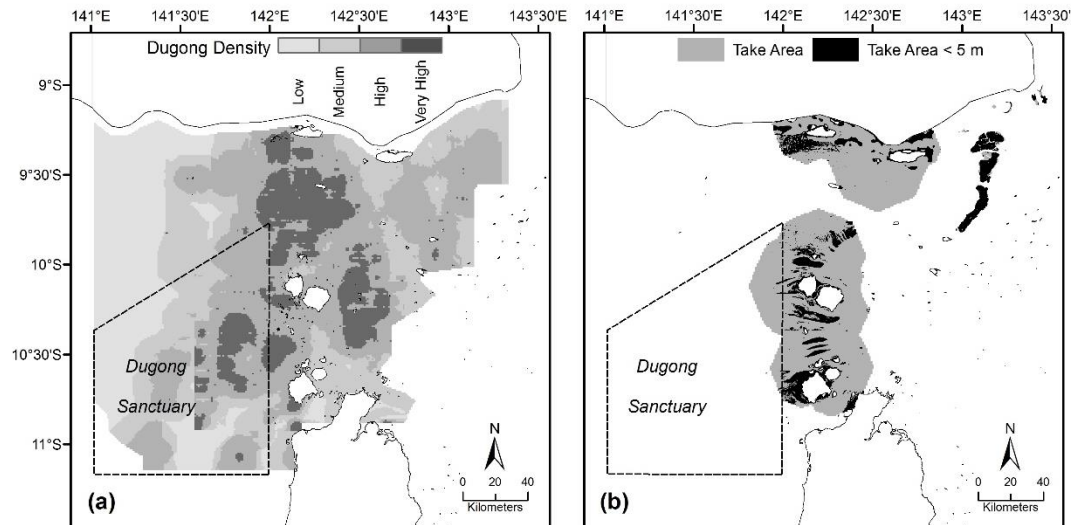 141°E 141°30'E 142°E 142°30'E 143°E 143°30'E
Dugong Density
Low
Medium
High
Very High
9°S
9°30'S
10°S
10°30'S
11°S
Dugong
Sanctuary
N
0 20 40
Kilometers
(a)
141°E 141°30'E 142°E 142°30'E 143°E 143°30'E
Take Area Take Area < 5 m
Dugong
Sanctuary
N
0 20 40
Kilometers
(b)